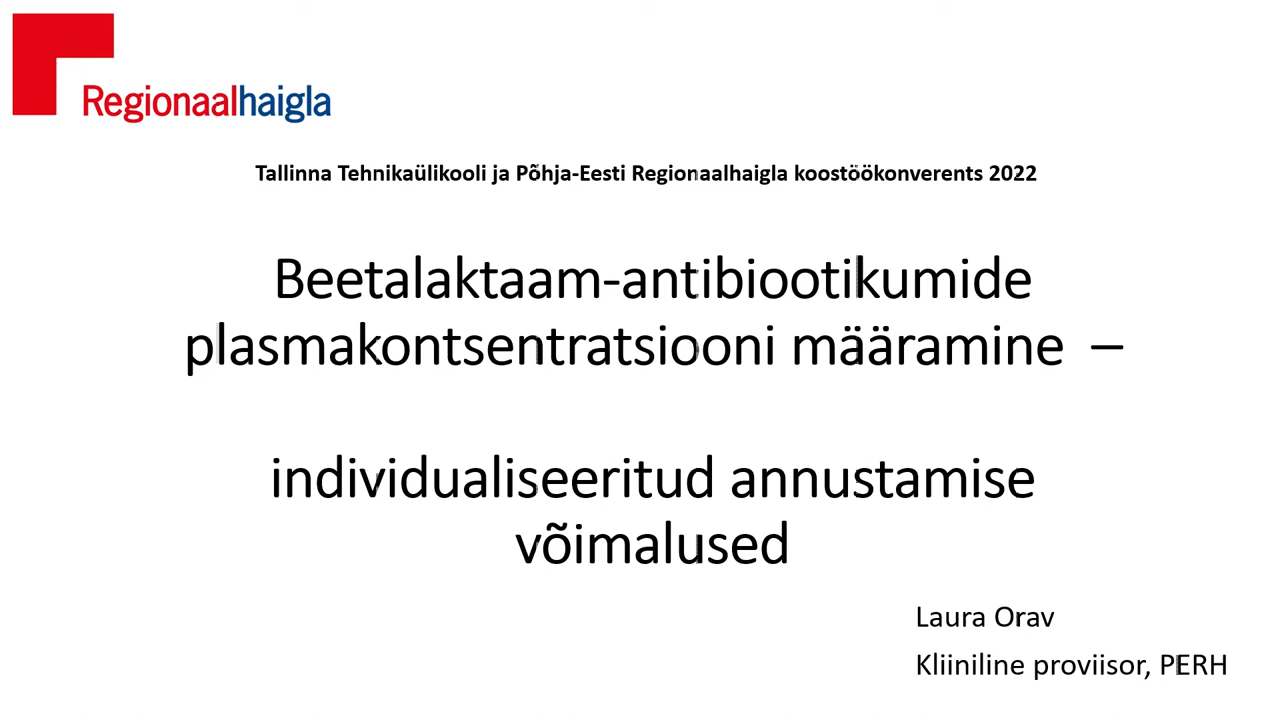 Regionaalhaigla
Tallinna Tehnikaülikooli ja Põhja-Eesti Regionaalhaigla koostöökonverents 2022
Beetalaktaam-antibiootikumide
plasmakontsentratsiooni määramine –
individualiseeritud annustamise
võimalused
Laura Orav
Kliiniline proviisor, PERH